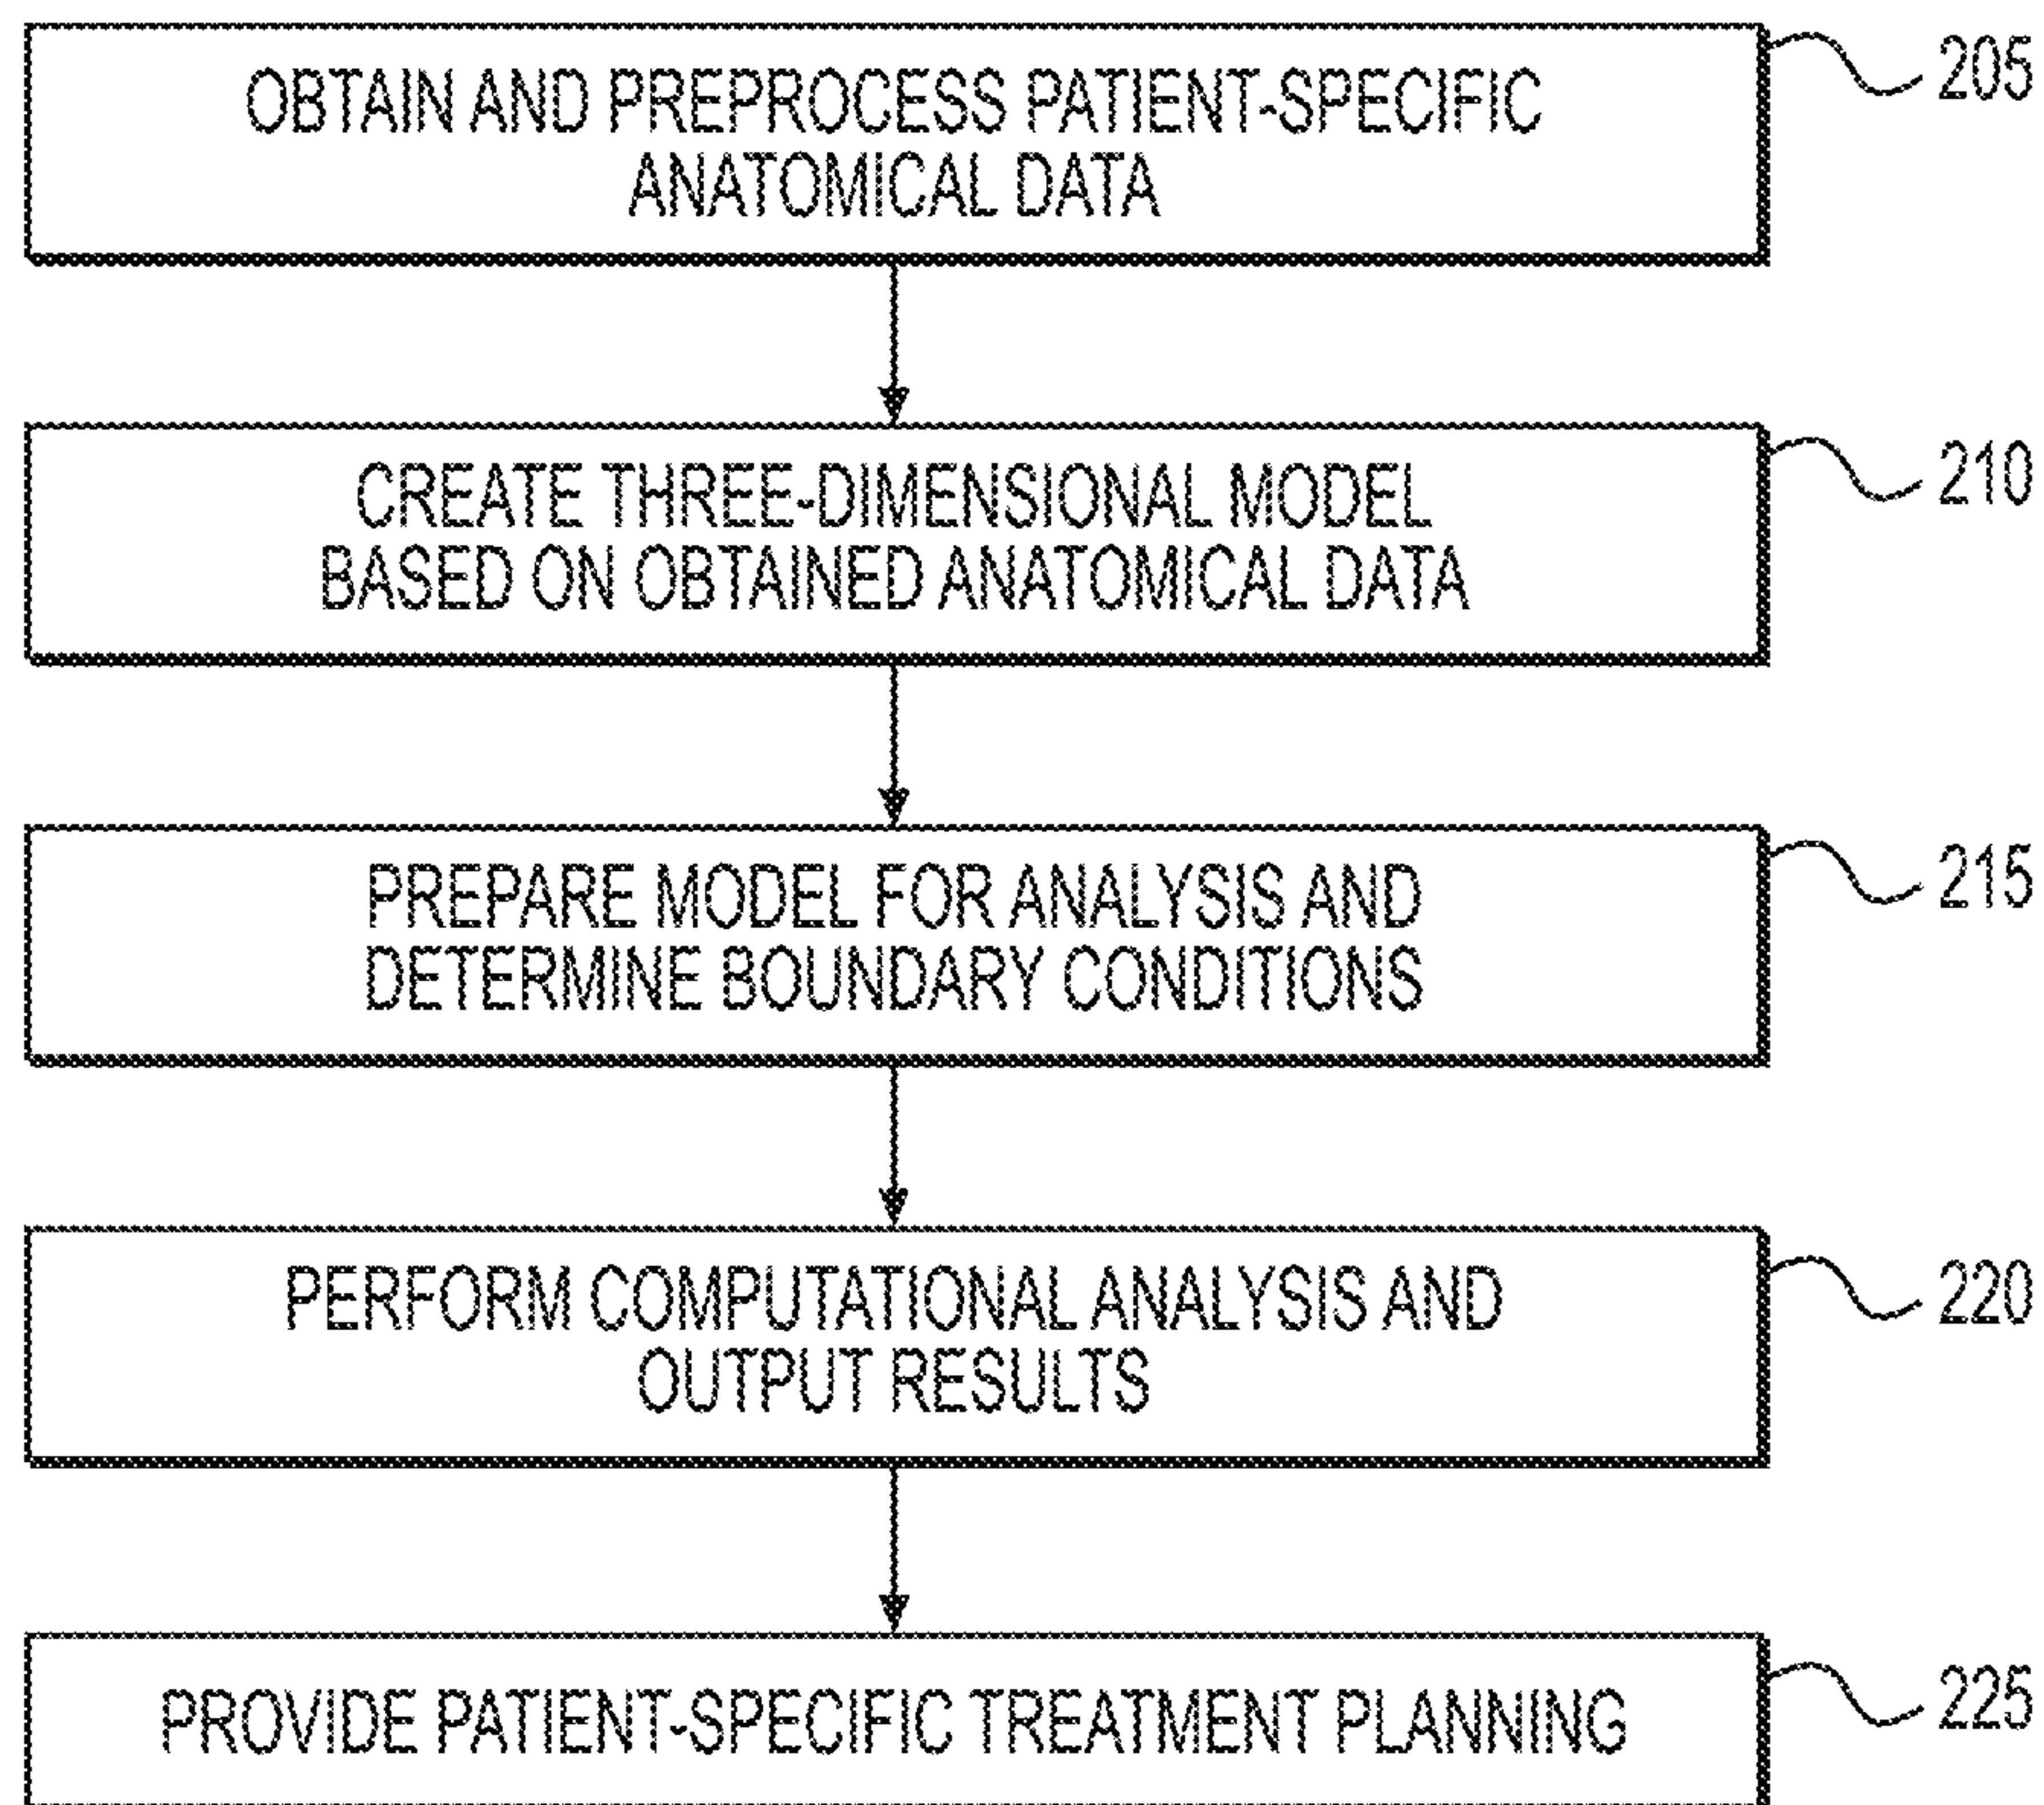 OBTAIN AND PREPROCESS PATIENT-SPECIFIC
ANATOMICAL DATA
205
CREATE THREE-DIMENSIONAL MODEL
BASED ON OBTAINED ANATOMICAL DATA
210
PREPARE MODEL FOR ANALYSIS AND
DETERMINE BOUNDARY CONDITIONS
215
PERFORM COMPUTATIONAL ANALYSIS AND
OUTPUT RESULTS
220
PROVIDE PATIENT-SPECIFIC TREATMENT PLANNING
225